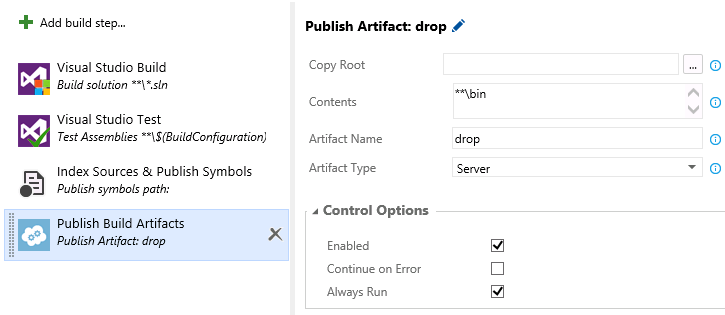 Add build step...
Visual Studio Build
Build solution **\*.sln
Visual Studio Test
Test Assemblies **\$(BuildConfiguration)
Index Sources & Publish Symbols
Publish symbols path:
Publish Build Artifacts
Publish Artifact: drop
Publish Artifact: drop
Copy Root
...
Contents
**\bin
Artifact Name
drop
Artifact Type
Server
Control Options
Enabled
Continue on Error
Always Run